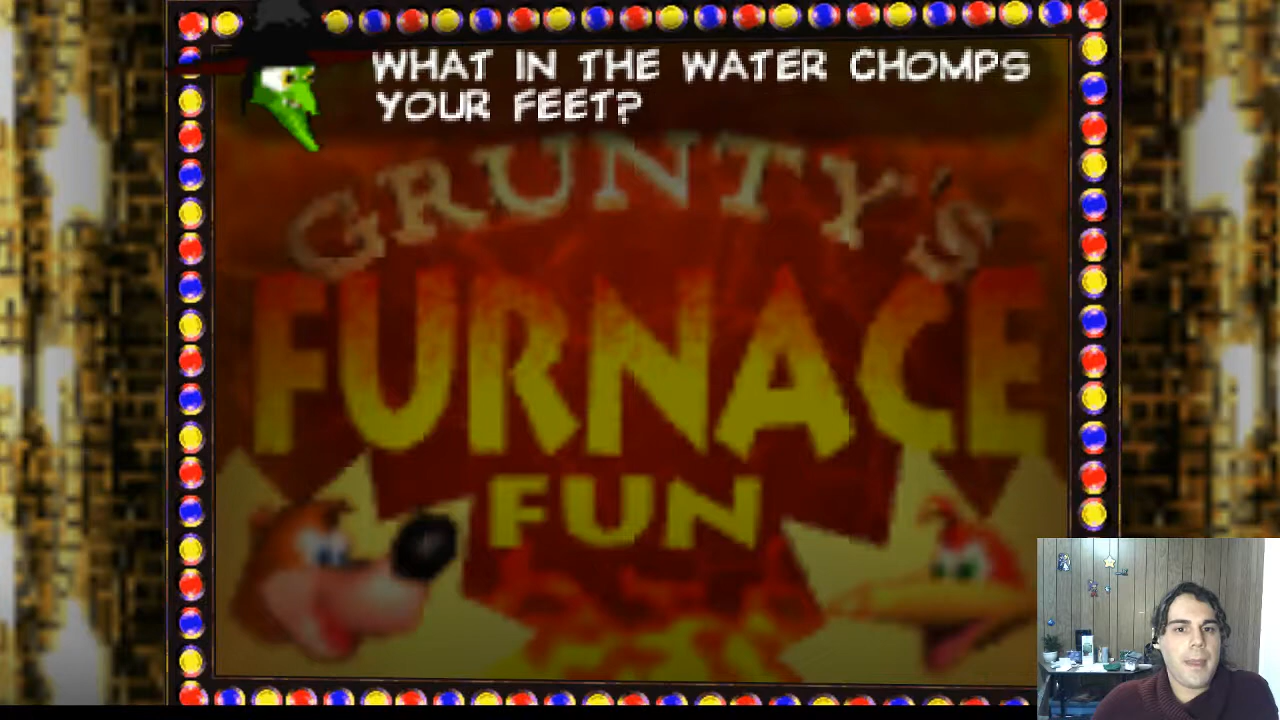 WHAT IN THE WATER CHOMPS
YOUR FEET?
GRUNTY'S
FURNACE
FUN